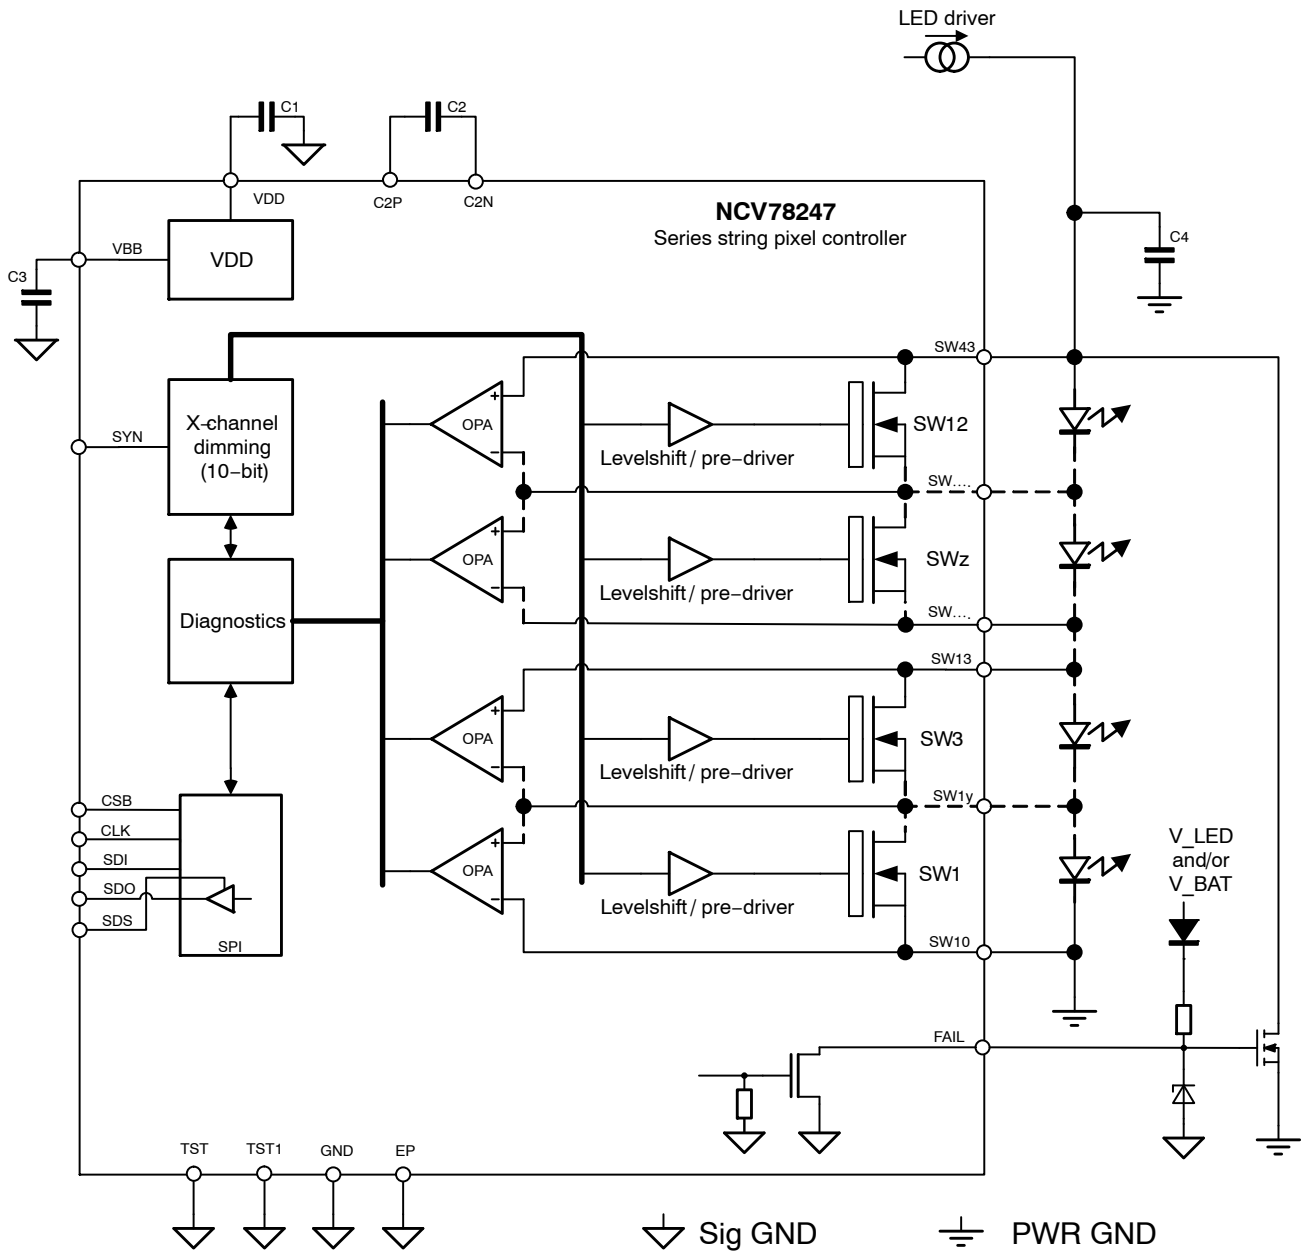 LED driver
C1
C2
VDD
C2P
C2N
NCV78247
Series string pixel controller
C4
VBB
VDD
C3
SW43
X-channel
dimming
(10-bit)
SYN
+
OPA
-
SW12
Levelshift / pre-driver
SW....
+
OPA
-
SWz
Levelshift / pre-driver
SW....
Diagnostics
SW13
+
OPA
-
SW3
Levelshift / pre-driver
SW1y
CSB
CLK
SDI
SDO
SDS
SPI
+
OPA
-
SW1
Levelshift / pre-driver
V_LED
and/or
V_BAT
SW10
FAIL
TST
TST1
GND
EP
Sig GND
PWR GND